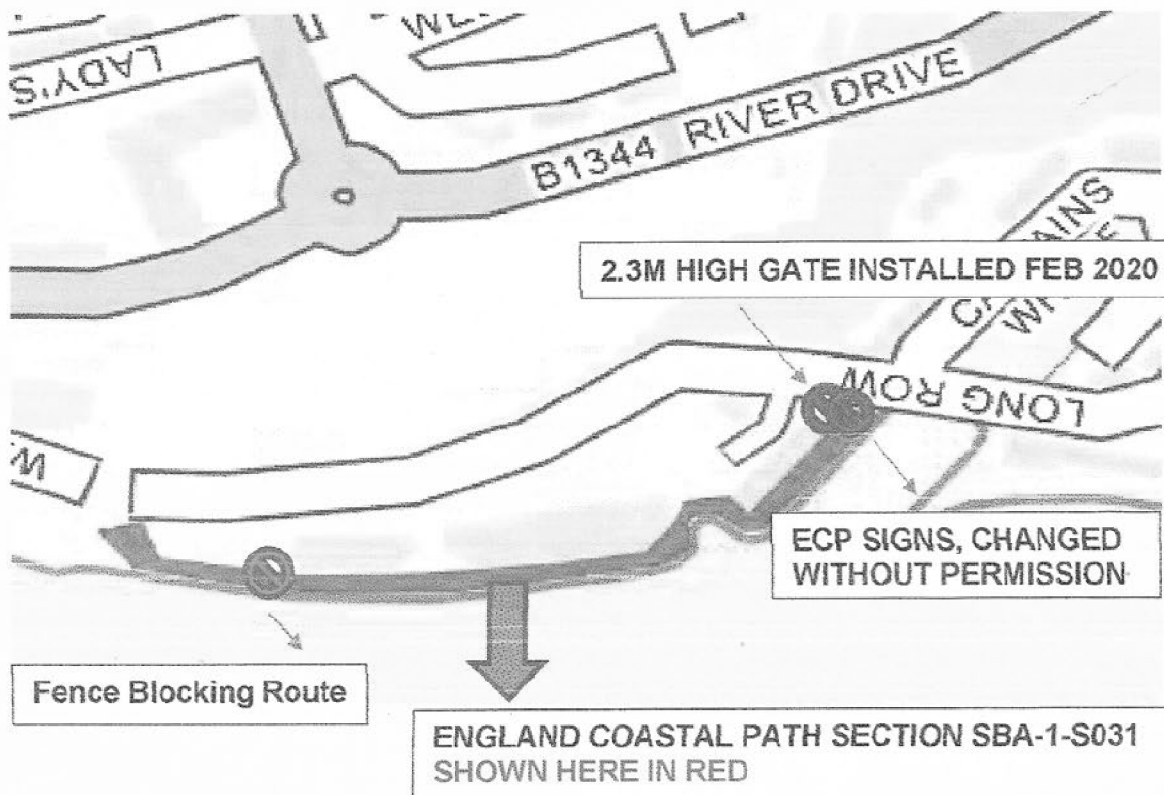 LADY'S
B1344 RIVER DRIVE
2.3M HIGH GATE INSTALLED FEB 2020
LONG ROW
ECP SIGNS, CHANGED
WITHOUT PERMISSION
Fence Blocking Route
ENGLAND COASTAL PATH SECTION SBA-1-S031
SHOWN HERE IN RED